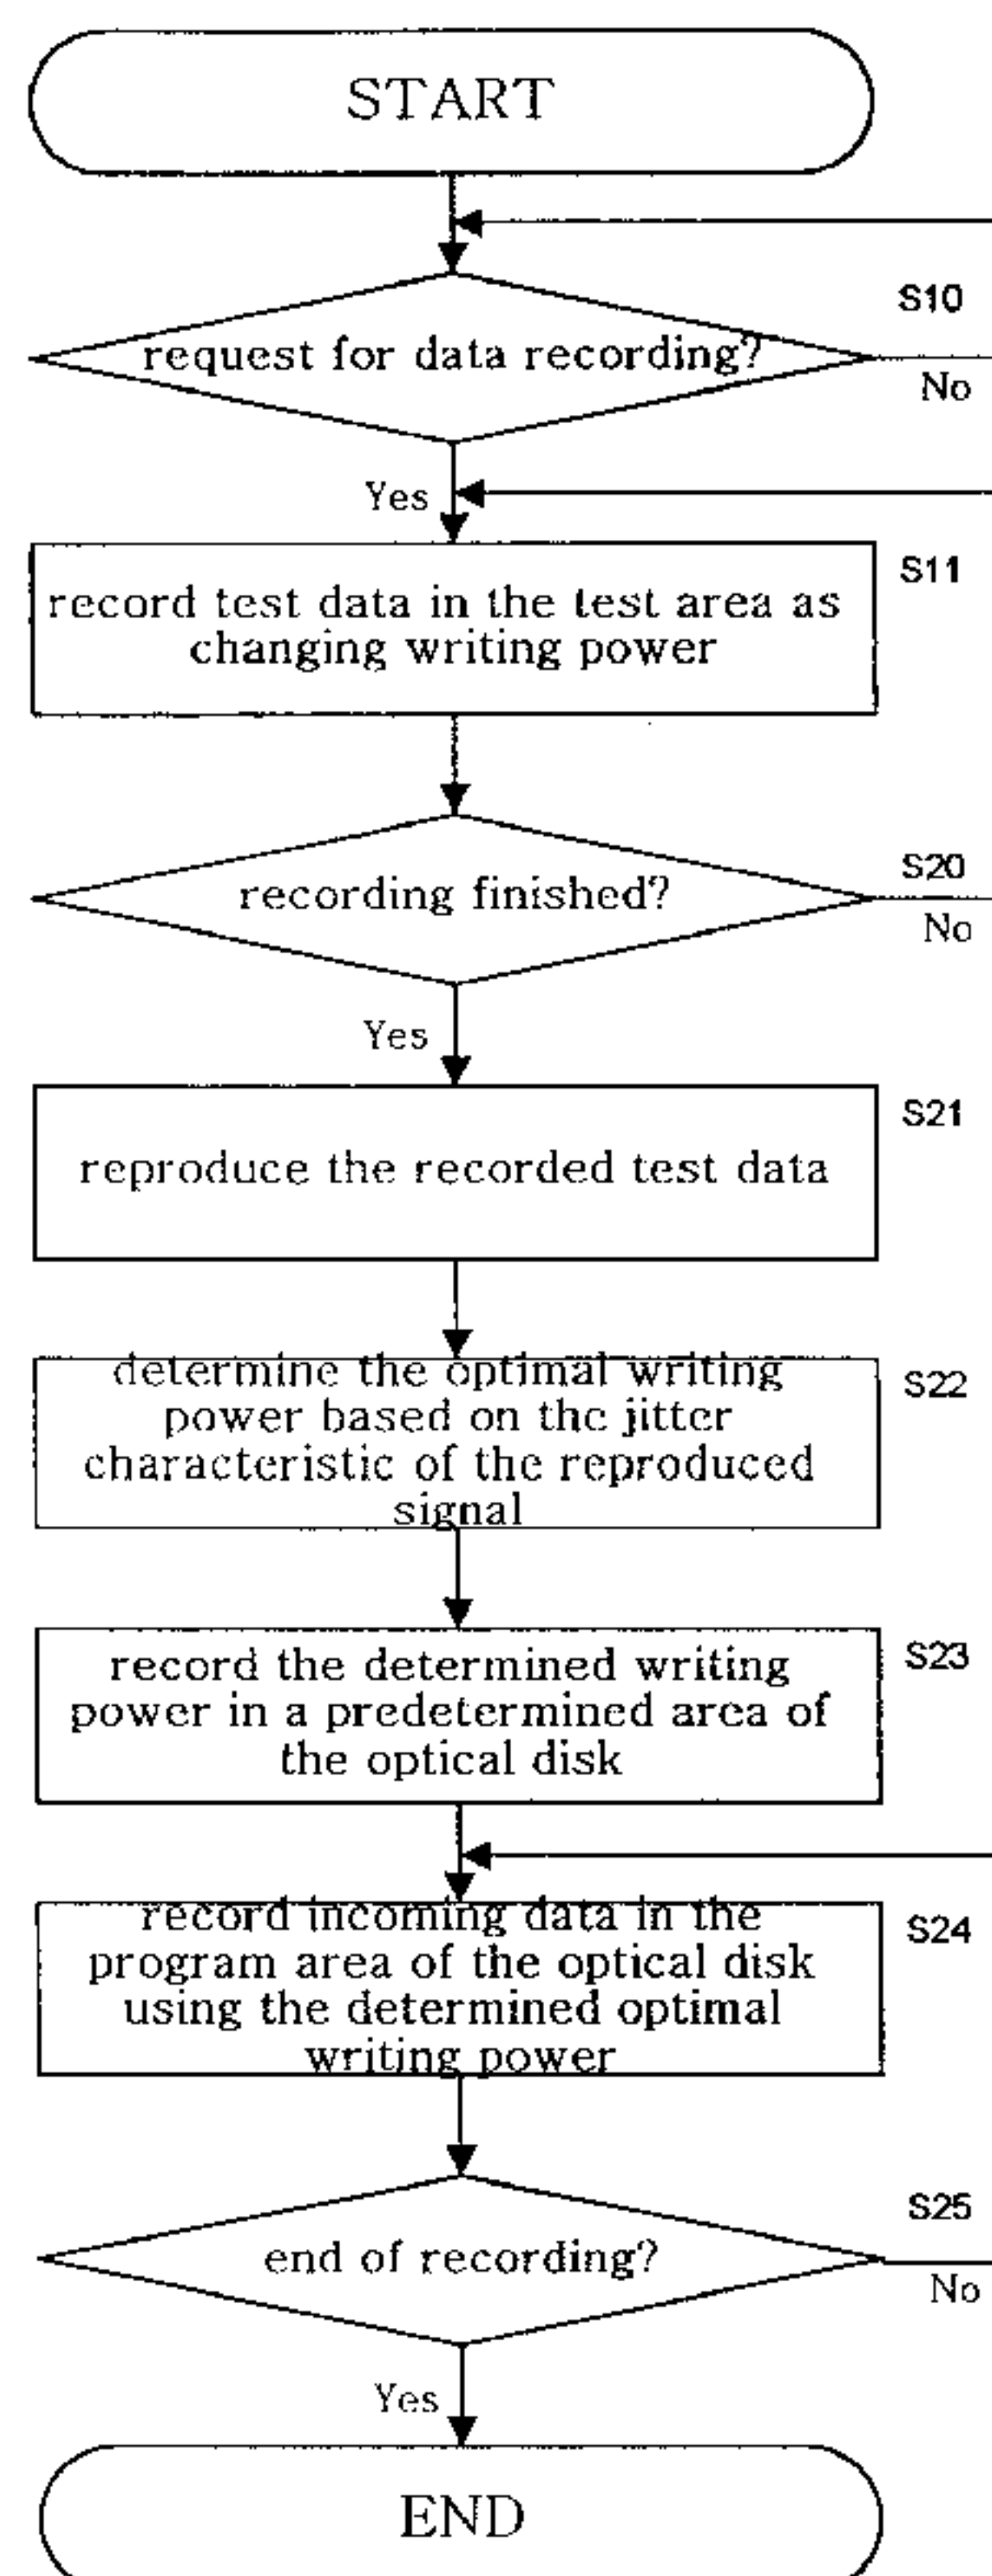 START
S10
request for data recording?
No
Yes
S11
record test data in the test area as
changing writing power
S20
recording finished?
No
Yes
S21
reproduce the recorded test data
S22
determine the optimal writing
power based on the jitter
characteristic of the reproduced
signal
S23
record the determined writing
power in a predetermined area of
the optical disk
S24
record incoming data in the
program area of the optical disk
using the determined optimal
writing power
S25
end of recording?
No
Yes
END